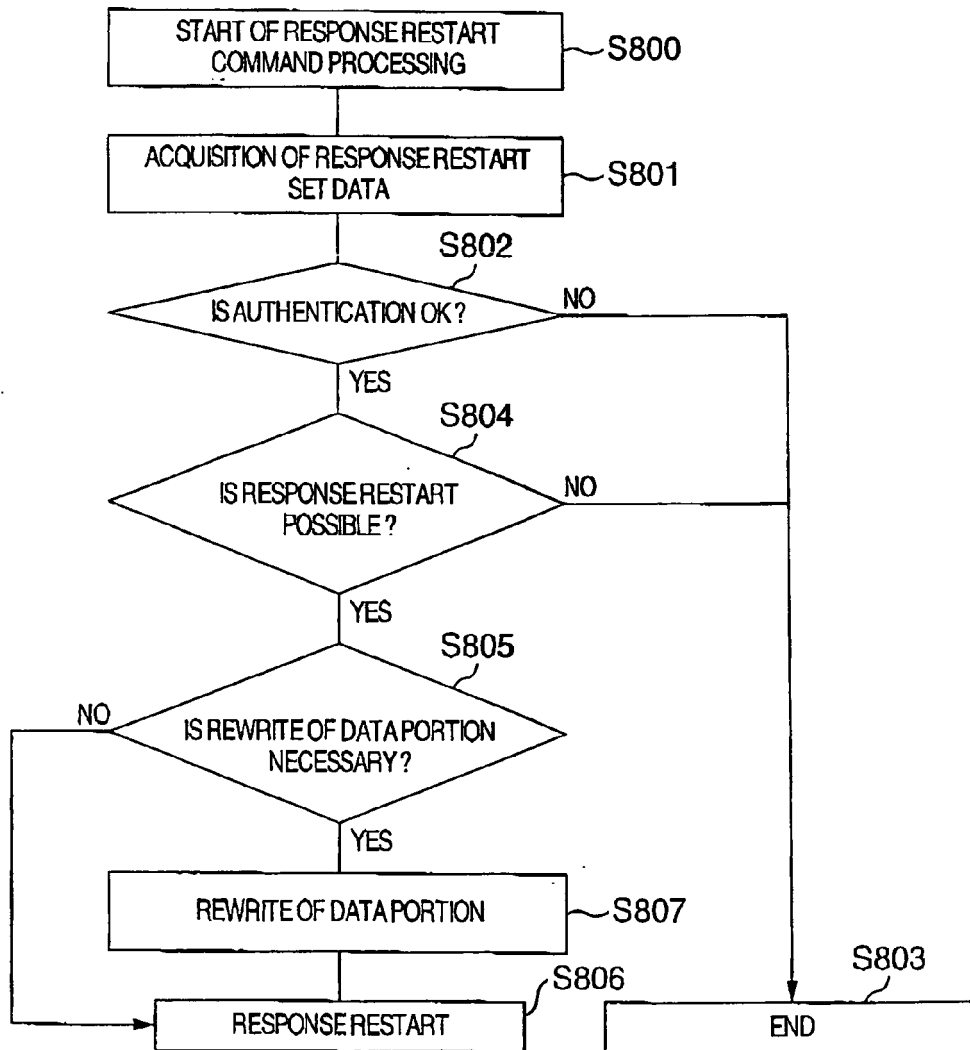 START OF RESPONSE RESTART
COMMAND PROCESSING
S800
ACQUISITION OF RESPONSE RESTART
SET DATA
S801
S802
IS AUTHENTICATION OK?
NO
YES
S804
IS RESPONSE RESTART
POSSIBLE?
NO
YES
S805
NO
IS REWRITE OF DATA PORTION
NECESSARY?
YES
REWRITE OF DATA PORTION
S807
S806
RESPONSE RESTART
S803
END